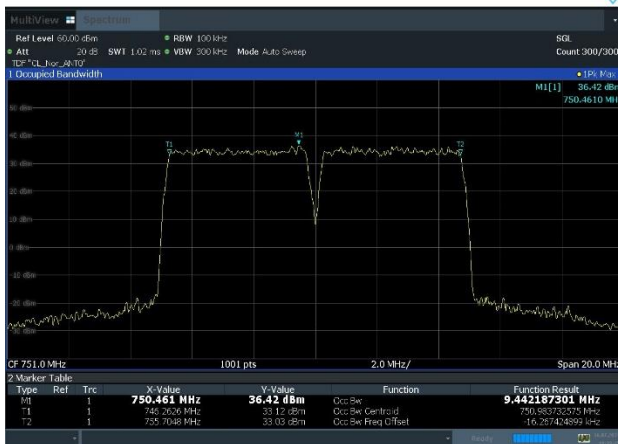 MultiView Spectrum
Ref Level 60.00 dBm RBW 100 kHz SGL
Att 20 dB SWT 1.02 ms VBW 300 kHz Mode Auto Sweep Count 300/300
TDF "CL_Nor_ANT0"
1 Occupied Bandwidth 1Pk Max
M1[1] 36.42 dBm
750.4610 MHz
50 dBm
40 dBm
T1 M1 T2
30 dBm
20 dBm
10 dBm
0 dBm
-10 dBm
-20 dBm
-30 dBm
CF 751.0 MHz 1001 pts 2.0 MHz/ Span 20.0 MHz
2 Marker Table
Type Ref Trc X-Value Y-Value Function Function Result
M1 1 750.461 MHz 36.42 dBm Occ Bw 9.442187301 MHz
T1 1 746.2626 MHz 33.12 dBm Occ Bw Centroid 750.983732575 MHz
T2 1 755.7048 MHz 33.03 dBm Occ Bw Freq Offset -16.267424899 kHz
Ready